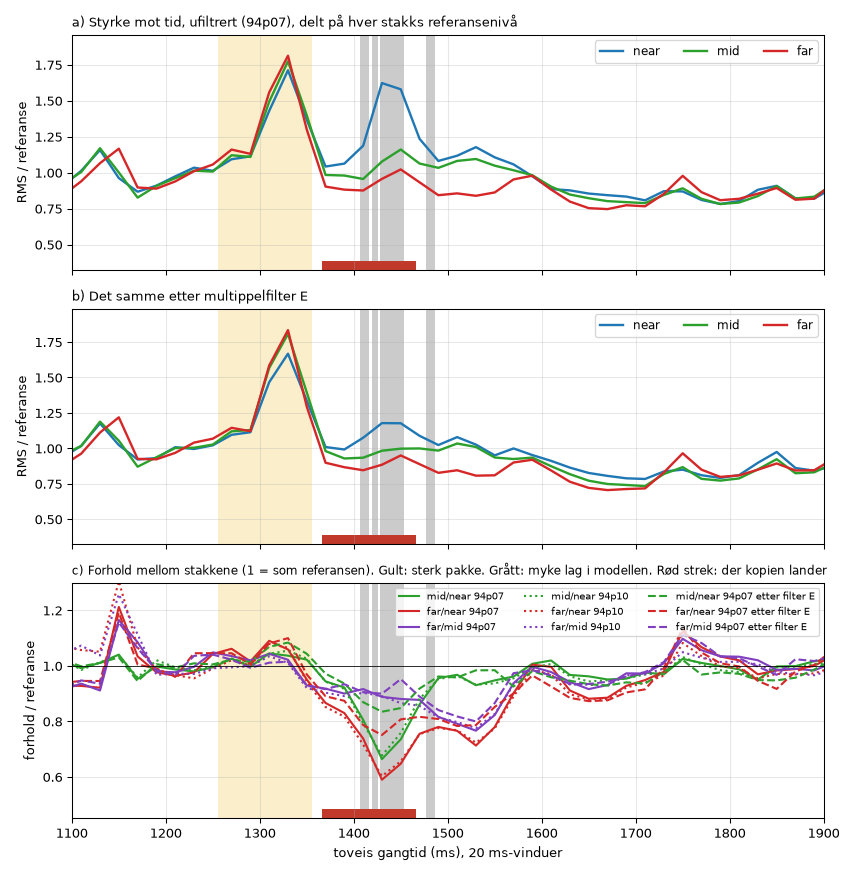 a) Styrke mot tid, ufiltrert (94p07), delt på hver stakks referansenivå
near mid far
1.75
1.50
1.25
1.00
0.75
0.50
RMS / referanse
b) Det samme etter multippelfilter E
near mid far
1.75
1.50
1.25
1.00
0.75
0.50
RMS / referanse
c) Forhold mellom stakkene (1 = som referansen). Gult: sterk pakke. Grått: myke lag i modellen. Rød strek: der kopien lander
mid/near 94p07 mid/near 94p10 mid/near 94p07 etter filter E
far/near 94p07 far/near 94p10 far/near 94p07 etter filter E
far/mid 94p07 far/mid 94p10 far/mid 94p07 etter filter E
1.2
1.0
0.8
0.6
forhold / referanse
1100 1200 1300 1400 1500 1600 1700 1800 1900
toveis gangtid (ms), 20 ms-vinduer